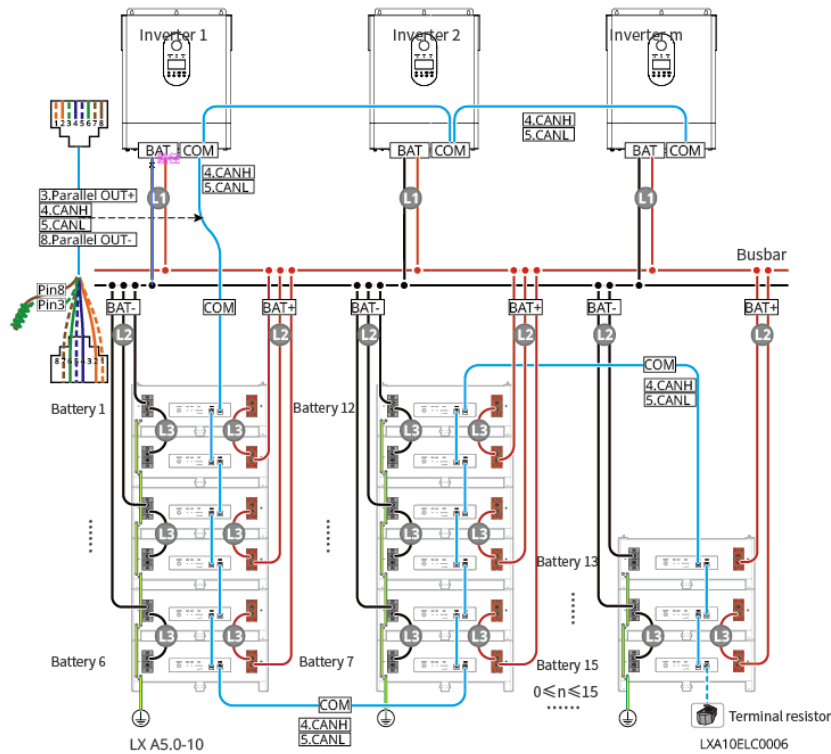 Inverter 1
Inverter 2
Inverter m
1 2 3 4 5 6 7 8
4.CANH
5.CANL
BAT
COM
BAT
COM
BAT
COM
4.CANH
5.CANL
3.Parallel OUT+
4.CANH
5.CANL
8.Parallel OUT-
L1
L1
L1
Busbar
Pin8
Pin3
BAT-
COM
BAT+
BAT-
BAT+
BAT-
BAT+
L2
L2
L2
L2
L2
L2
COM
4.CANH
5.CANL
Battery 1
Battery 12
L3
L3
L3
L3
L3
L3
L3
L3
Battery 13
Battery 6
L3
L3
Battery 7
L3
L3
Battery 15
L3
L3
0≤n≤15
COM
4.CANH
5.CANL
Terminal resistor
LX A5.0-10
LXA10ELC0006